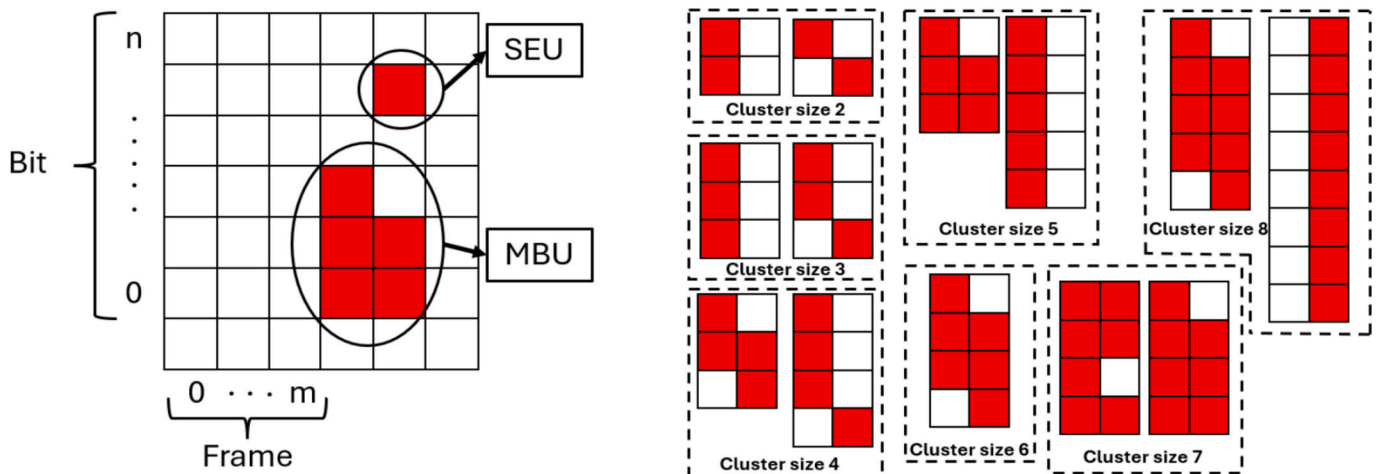 n
SEU
Bit
MBU
0
0 · · · m
Frame
Cluster size 2
Cluster size 3
Cluster size 4
Cluster size 5
Cluster size 6
Cluster size 7
Cluster size 8